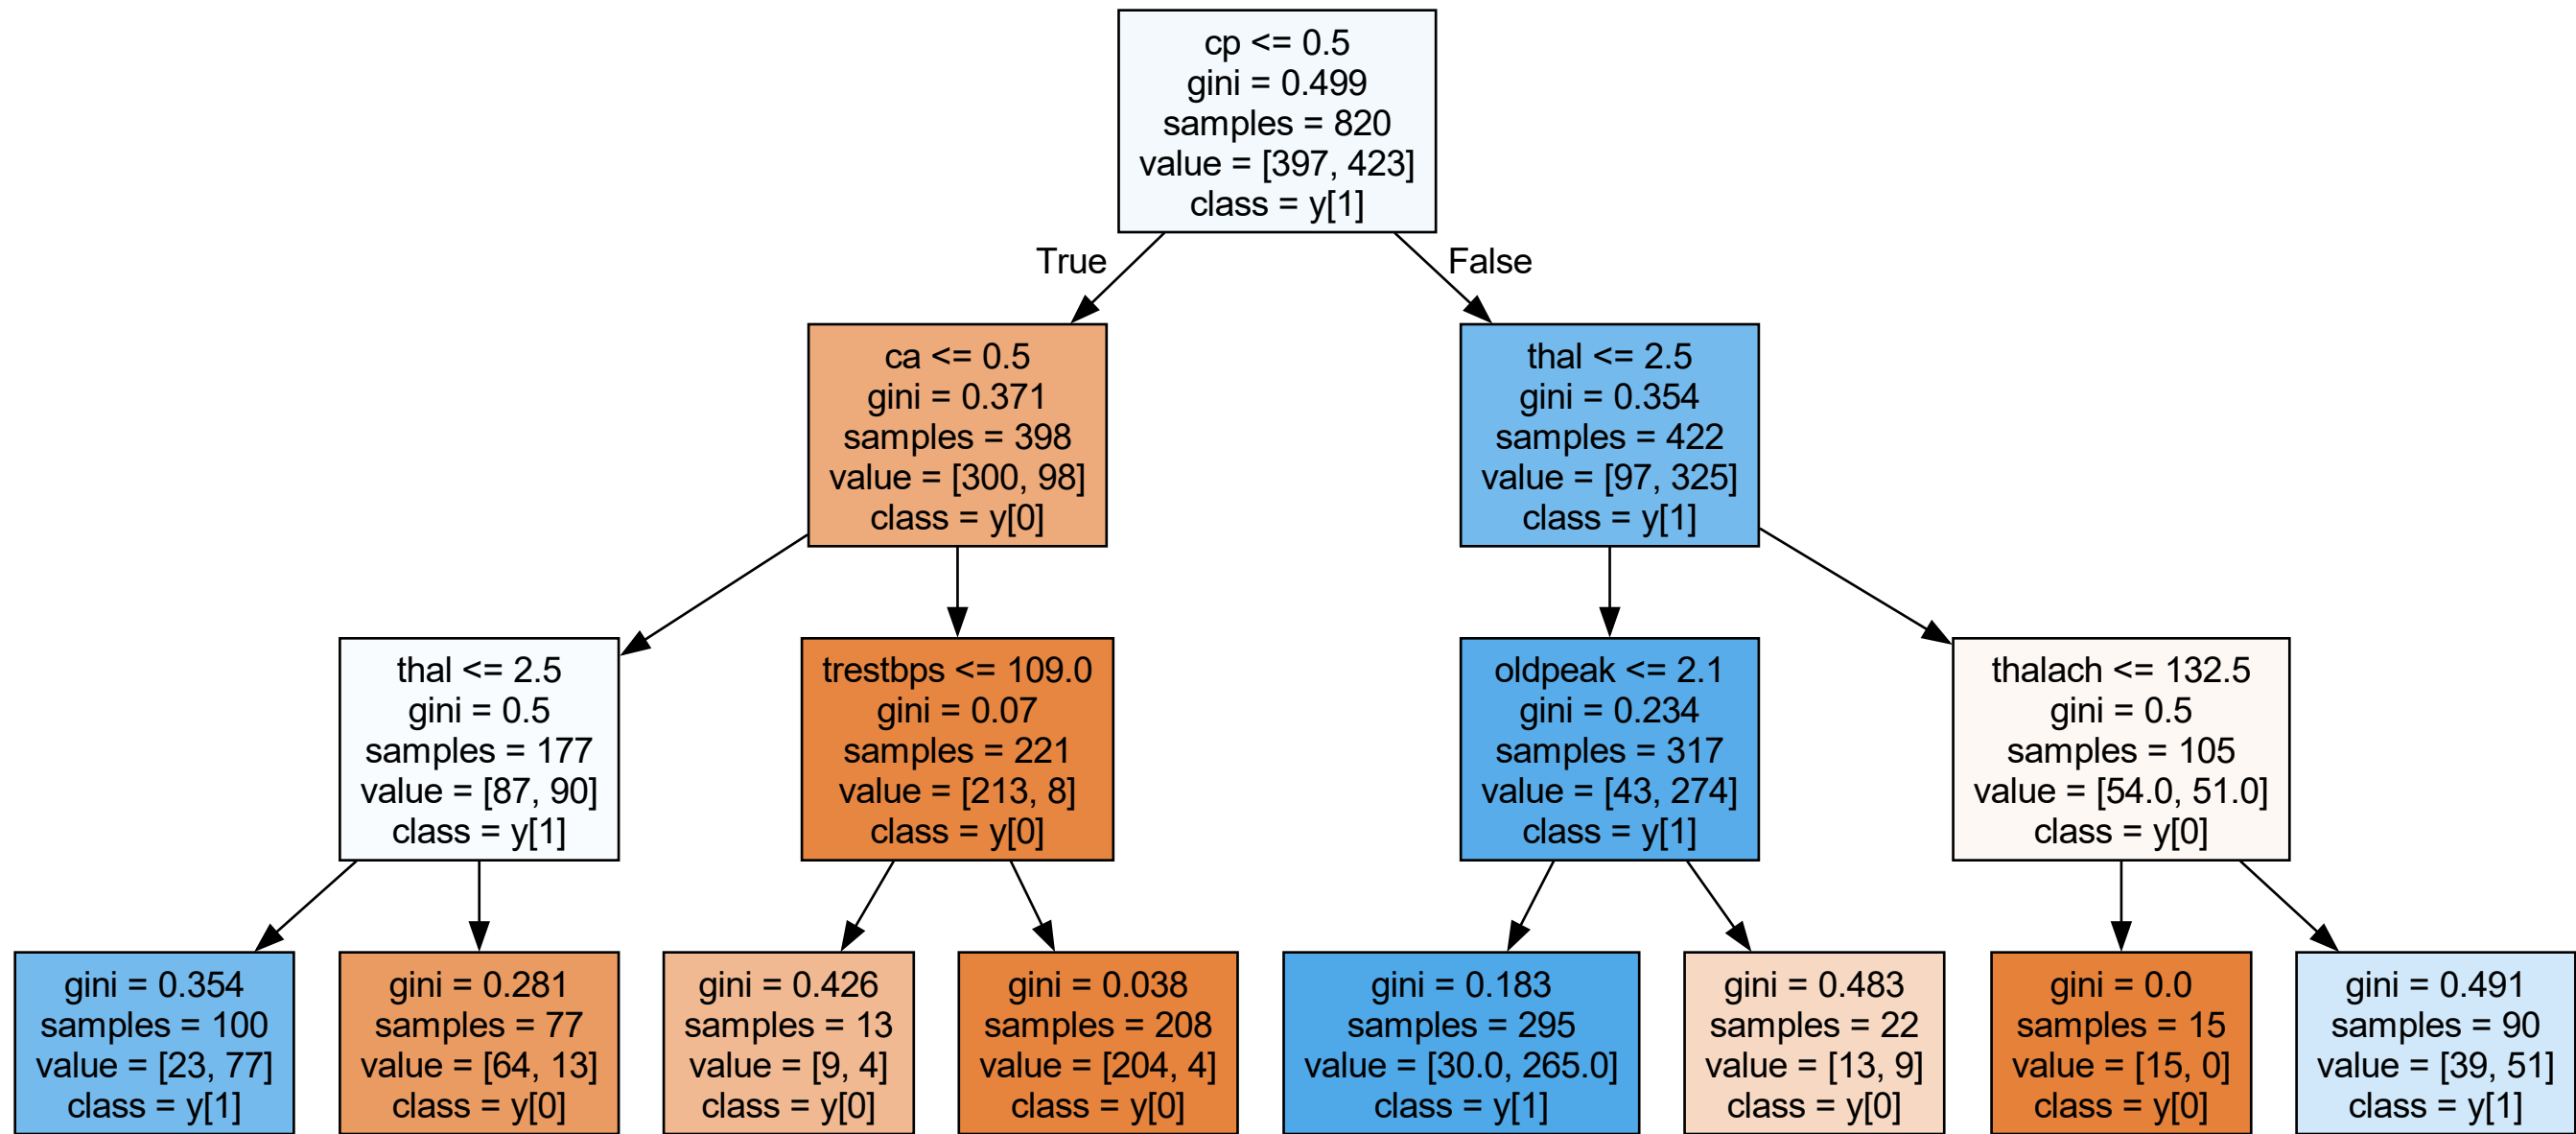 cp <= 0.5
gini = 0.499
samples = 820
value = [397, 423]
class = y[1]
True
False
ca <= 0.5
gini = 0.371
samples = 398
value = [300, 98]
class = y[0]
thal <= 2.5
gini = 0.354
samples = 422
value = [97, 325]
class = y[1]
thal <= 2.5
gini = 0.5
samples = 177
value = [87, 90]
class = y[1]
trestbps <= 109.0
gini = 0.07
samples = 221
value = [213, 8]
class = y[0]
oldpeak <= 2.1
gini = 0.234
samples = 317
value = [43, 274]
class = y[1]
thalach <= 132.5
gini = 0.5
samples = 105
value = [54.0, 51.0]
class = y[0]
gini = 0.354
samples = 100
value = [23, 77]
class = y[1]
gini = 0.281
samples = 77
value = [64, 13]
class = y[0]
gini = 0.426
samples = 13
value = [9, 4]
class = y[0]
gini = 0.038
samples = 208
value = [204, 4]
class = y[0]
gini = 0.183
samples = 295
value = [30.0, 265.0]
class = y[1]
gini = 0.483
samples = 22
value = [13, 9]
class = y[0]
gini = 0.0
samples = 15
value = [15, 0]
class = y[0]
gini = 0.491
samples = 90
value = [39, 51]
class = y[1]